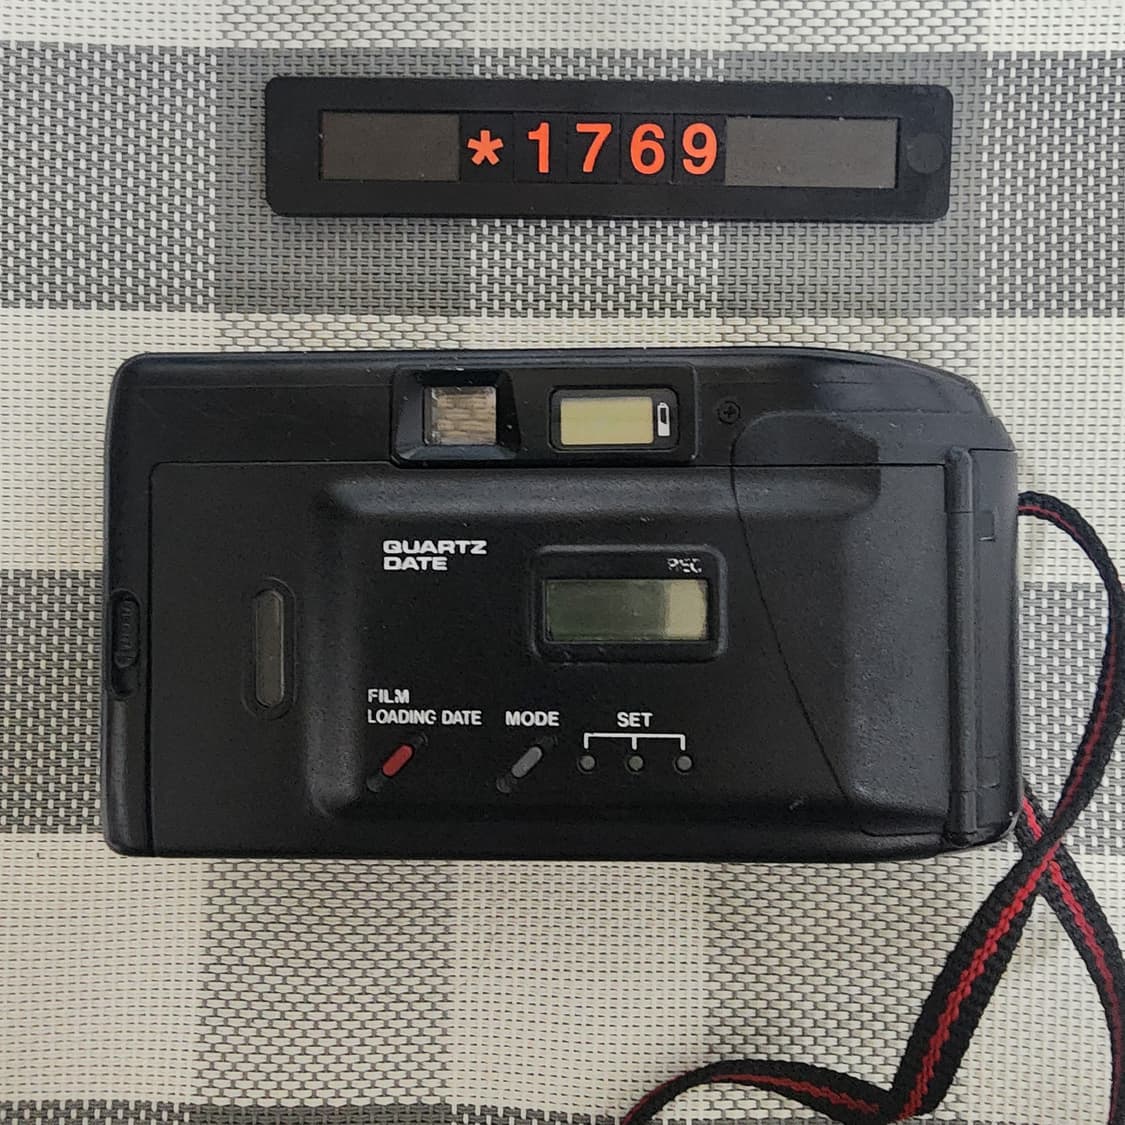 *1769
QUARTZ
DATE
REC
FILM
LOADING DATE
MODE
SET